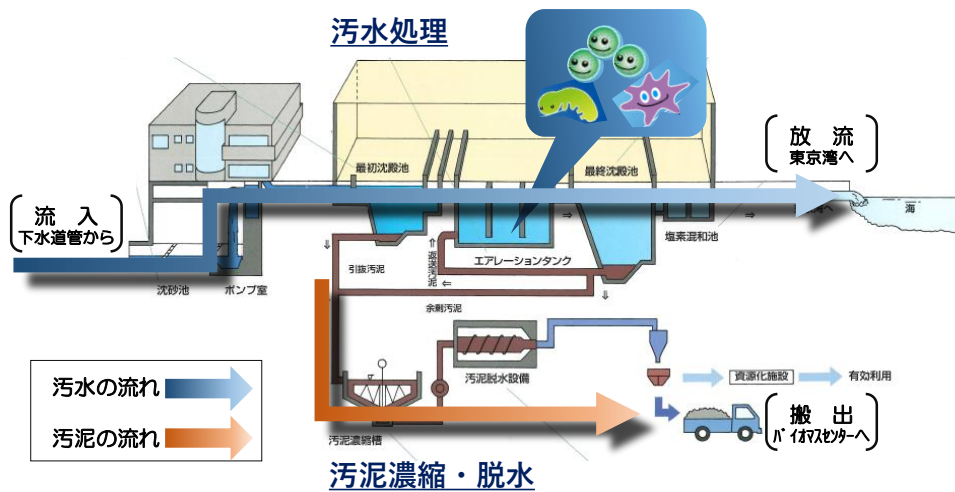 汚水処理
放 流
東京湾へ
最初沈殿池
最終沈殿池
流 入
下水道管から
海
塩素混和池
引抜汚泥
返送汚泥
エアレーションタンク
沈砂池
ポンプ室
余剰汚泥
汚水の流れ
汚泥の流れ
汚泥脱水設備
資源化施設
有効利用
搬 出
バイオマスセンターへ
汚泥濃縮槽
汚泥濃縮・脱水